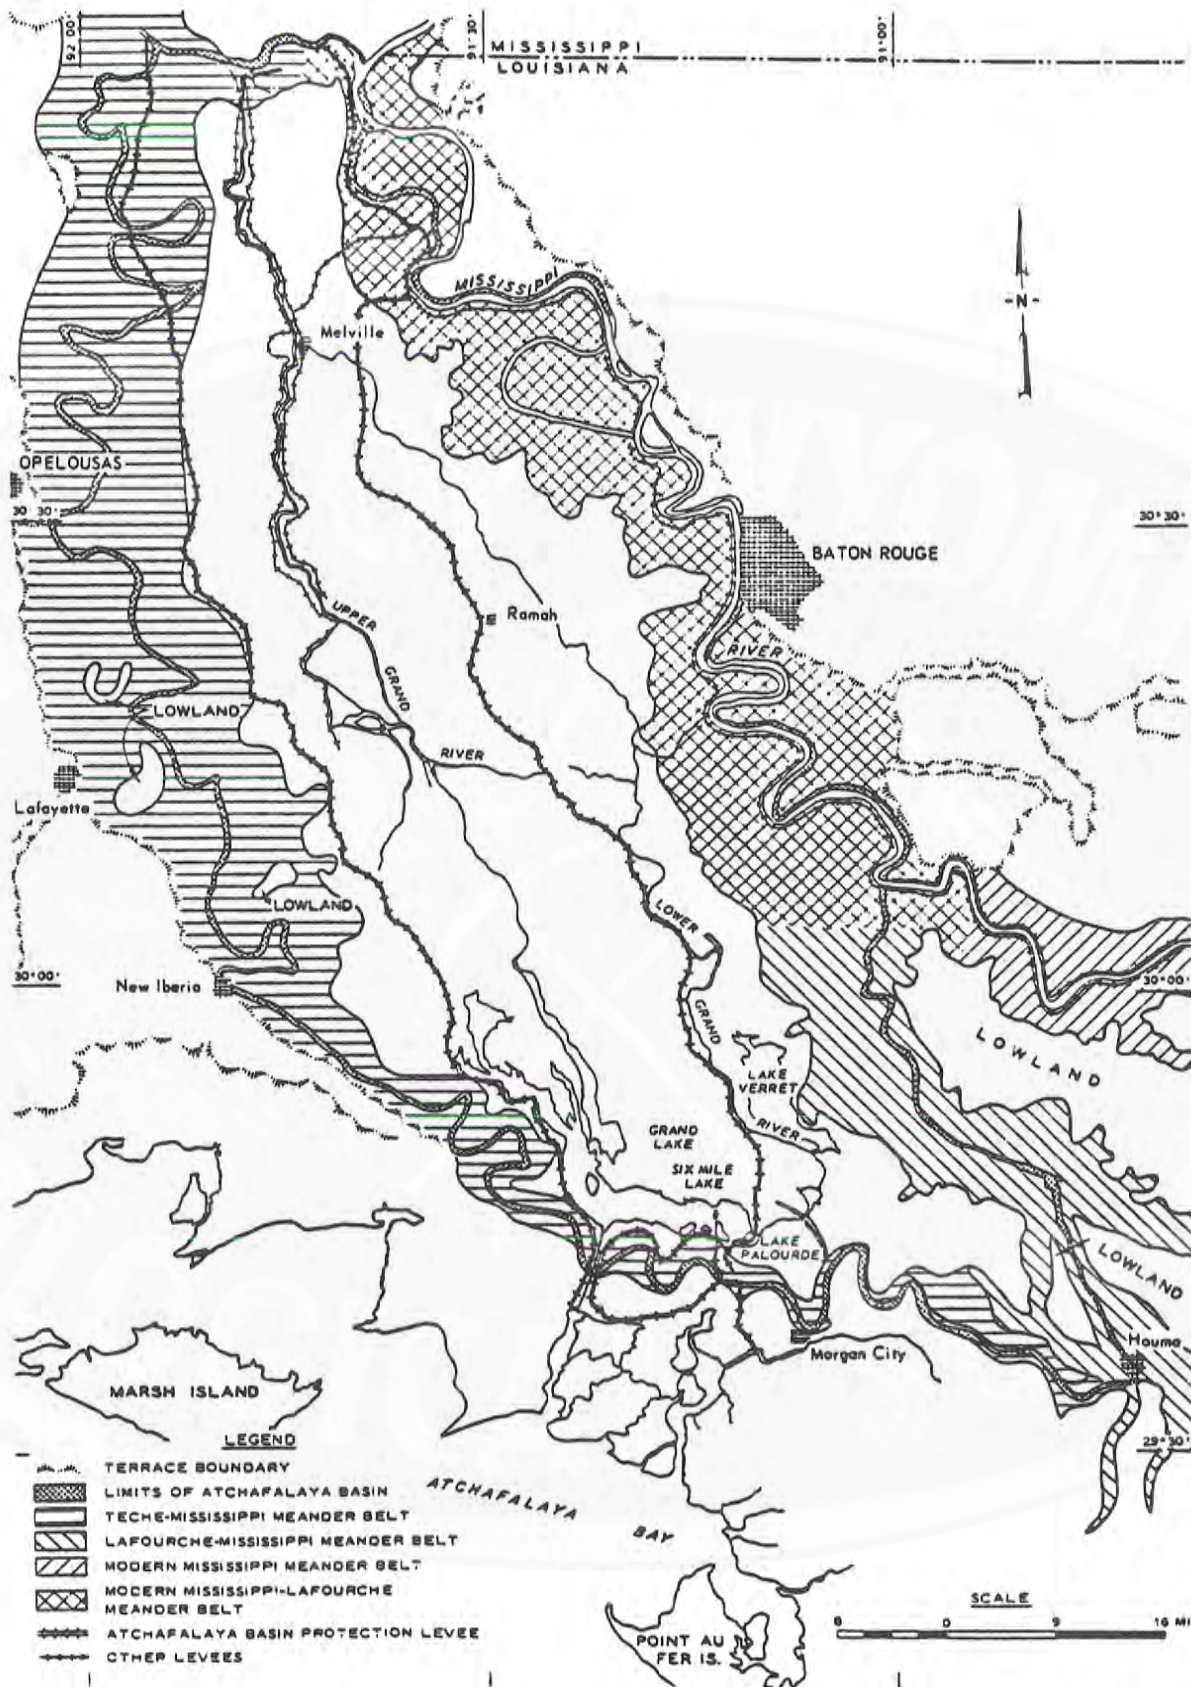 92°00'
91°30'
91°00'
MISSISSIPPI
LOUISIANA
-N-
MISSISSIPPI
Melville
OPELOUSAS
30 30'
30°30'
BATON ROUGE
Ramah
UPPER
GRAND
RIVER
RIVER
LOWLAND
Lafayette
LOWLAND
LOWER
New Iberia
30°00'
30°00'
GRAND
LOWLAND
LAKE
VERRET
RIVER
GRAND
LAKE
SIX MILE
LAKE
LAKE
PALOURDE
LOWLAND
Houma
Morgan City
MARSH ISLAND
29°30'
LEGEND
TERRACE BOUNDARY
LIMITS OF ATCHAFALAYA BASIN
TECHE-MISSISSIPPI MEANDER BELT
LAFOURCHE-MISSISSIPPI MEANDER BELT
MODERN MISSISSIPPI MEANDER BELT
MODERN MISSISSIPPI-LAFOURCHE
MEANDER BELT
ATCHAFALAYA BASIN PROTECTION LEVEE
OTHER LEVEES
ATCHAFALAYA
BAY
POINT AU
FER IS.
SCALE
0 9 16 MI